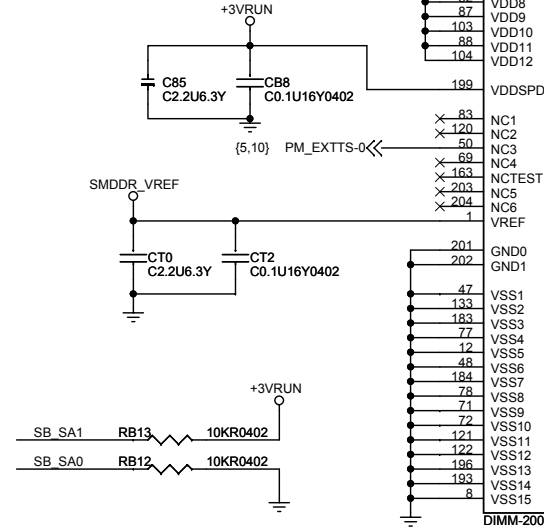 +3VRUN
C85
C2.2U6.3Y
CB8
C0.1U16Y0402
{5,10} PM_EXTTS-0
SMDDR_VREF
CT0
C2.2U6.3Y
CT2
C0.1U16Y0402
+3VRUN
SB_SA1 RB13 10KR0402
SB_SA0 RB12 10KR0402
VDD8
87 VDD9
103 VDD10
88 VDD11
104 VDD12
199 VDDSPD
83 NC1
120 NC2
50 NC3
69 NC4
163 NCTEST
203 NC5
204 NC6
1 VREF
201 GND0
202 GND1
47 VSS1
133 VSS2
183 VSS3
77 VSS4
12 VSS5
48 VSS6
184 VSS7
78 VSS8
71 VSS9
72 VSS10
121 VSS11
122 VSS12
196 VSS13
193 VSS14
8 VSS15
DIMM-200